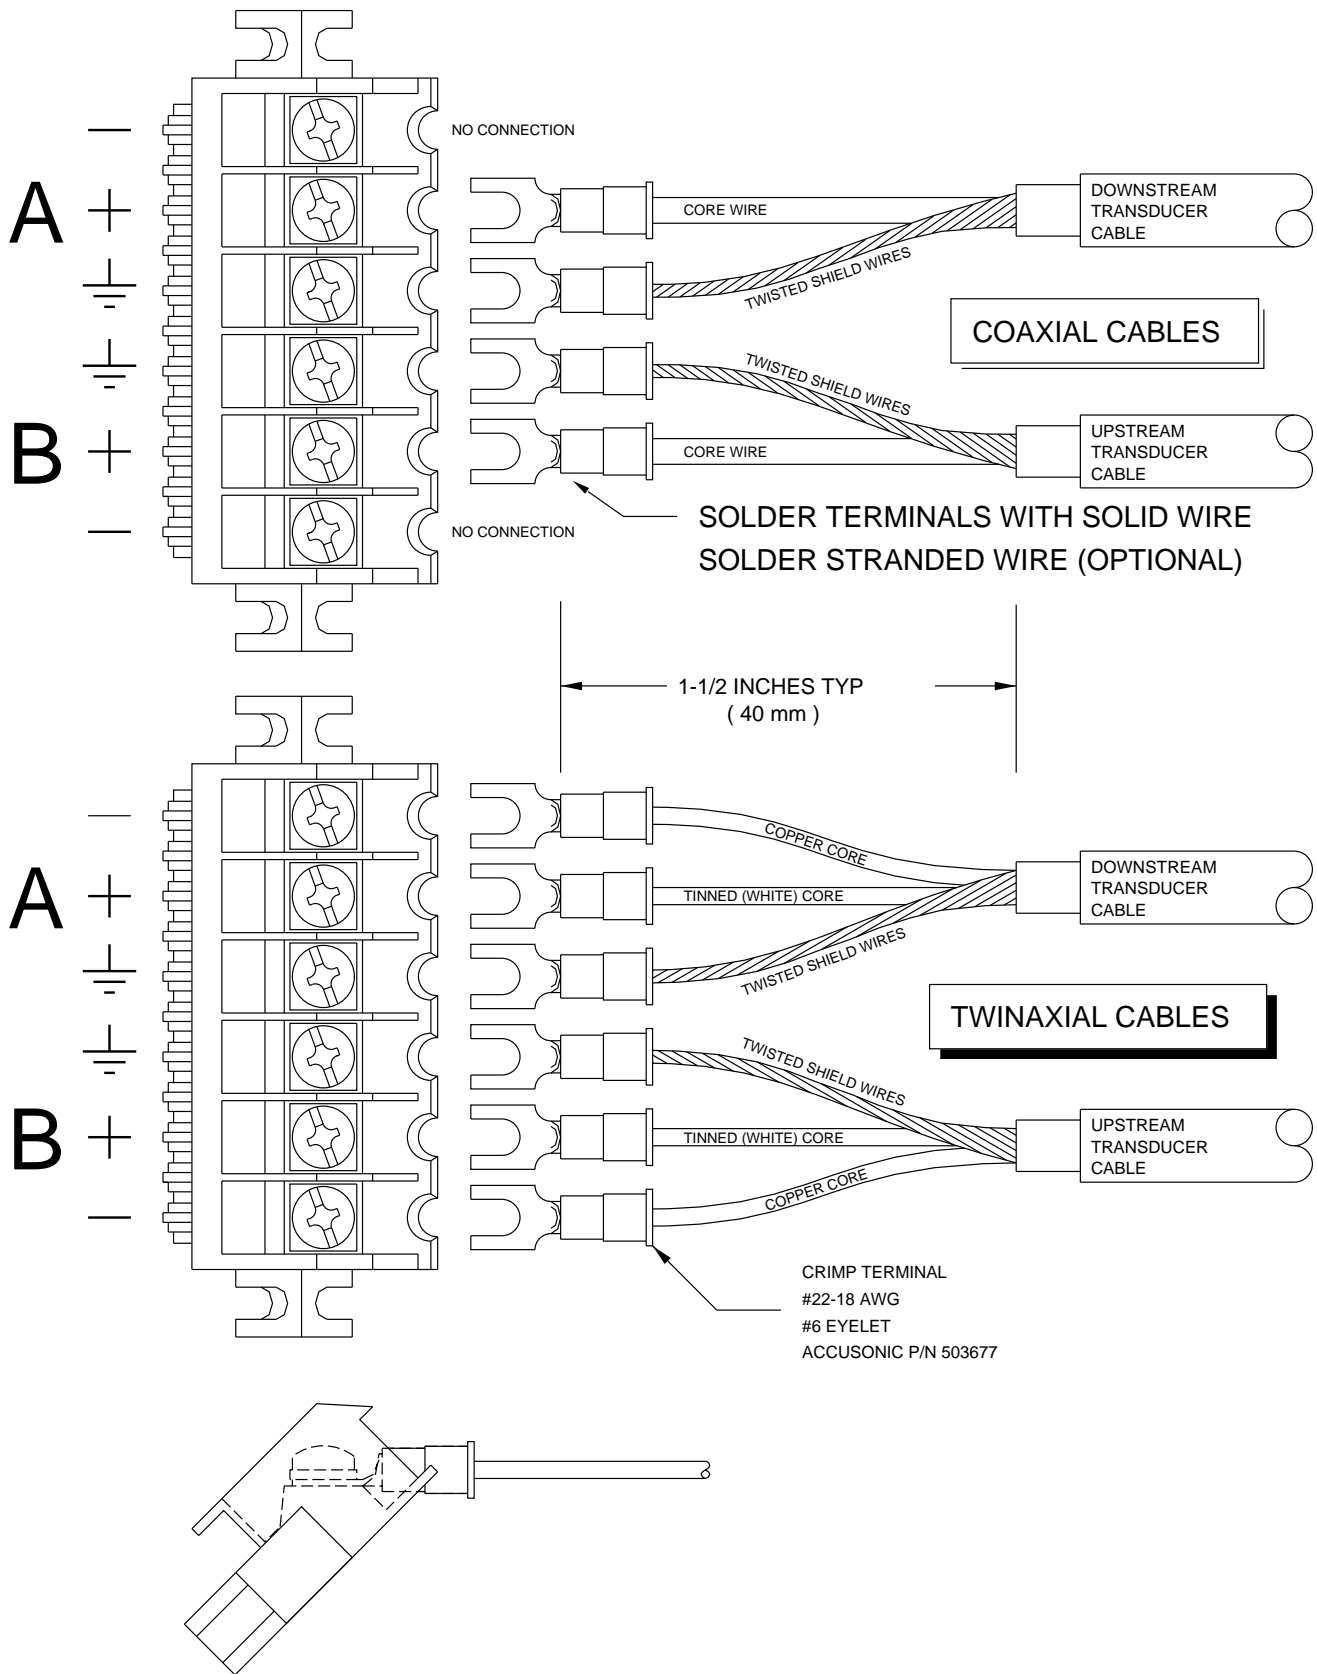 NO CONNECTION
A
+
CORE WIRE
DOWNSTREAM
TRANSDUCER
CABLE
TWISTED SHIELD WIRES
COAXIAL CABLES
TWISTED SHIELD WIRES
B
+
CORE WIRE
UPSTREAM
TRANSDUCER
CABLE
NO CONNECTION
SOLDER TERMINALS WITH SOLID WIRE
SOLDER STRANDED WIRE (OPTIONAL)
1-1/2 INCHES TYP
( 40 mm )
COPPER CORE
A
+
TINNED (WHITE) CORE
DOWNSTREAM
TRANSDUCER
CABLE
TWISTED SHIELD WIRES
TWINAXIAL CABLES
TWISTED SHIELD WIRES
B
+
TINNED (WHITE) CORE
UPSTREAM
TRANSDUCER
CABLE
COPPER CORE
CRIMP TERMINAL
#22-18 AWG
#6 EYELET
ACCUSONIC P/N 503677